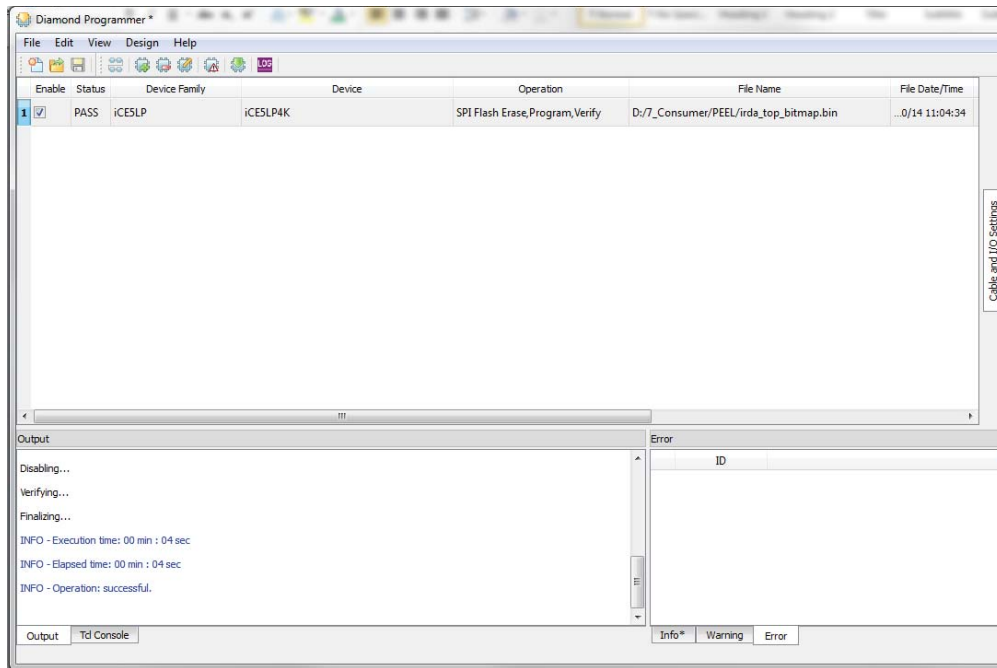 Diamond Programmer *
File Edit View Design Help
LOG
Enable Status Device Family Device Operation File Name File Date/Time
1 PASS iCE5LP iCE5LP4K SPI Flash Erase,Program,Verify D:/7_Consumer/PEEL/irda_top_bitmap.bin ...0/14 11:04:34
Cable and I/O Settings
Output
Disabling...
Verifying...
Finalizing...
INFO - Execution time: 00 min : 04 sec
INFO - Elapsed time: 00 min : 04 sec
INFO - Operation: successful.
Output Tcl Console
Error
ID
Info* Warning Error